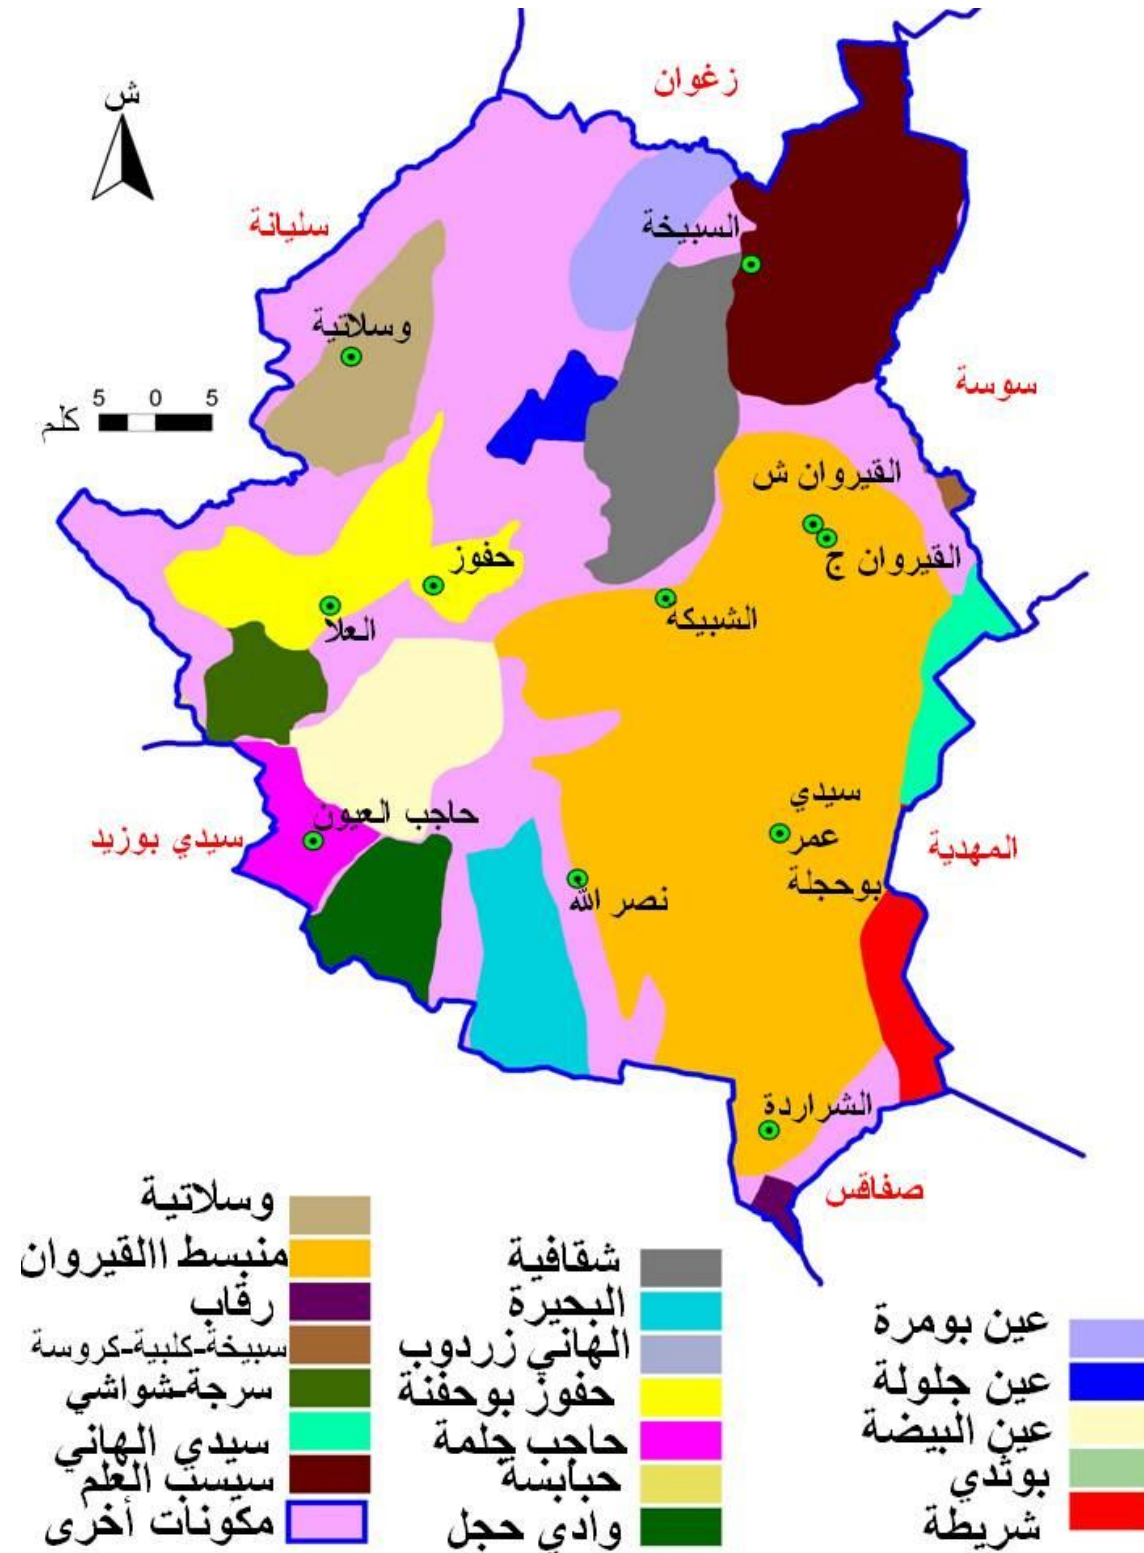 ش
زغوان
سليانة
السبيخة
وسلاتية
سوسة
5 0 5
كلم
القيروان ش
القيروان ج
حفوز
الشبيكه
العلا
سيدي
عمر
بوحجلة
حاجب العيون
سيدي بوزيد
المهدية
نصر الله
الشراردة
صفاقس
وسلاتية
منبسط االقيروان
رقاب
سبيخة-كلبية-كروسة
سرجة-شواشي
سيدي الهاني
سيسب العلم
مكونات أخرى
شقافية
البحيرة
الهاني زردوب
حفوز بوحفنة
حاجب جلمة
حبابسة
وادي حجل
عين بومرة
عين جلولة
عين البيضة
بوثدي
شريطة